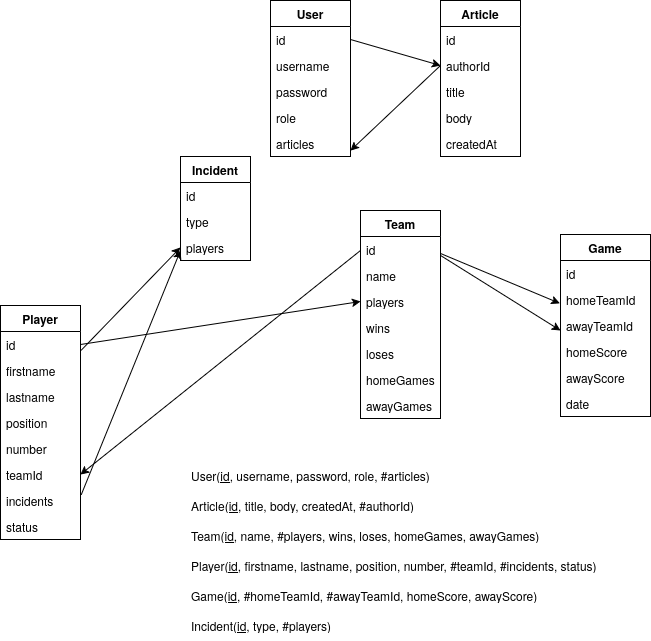 User
id
username
password
role
articles
Article
id
authorId
title
body
createdAt
Incident
id
type
players
Team
id
name
players
wins
loses
homeGames
awayGames
Game
id
homeTeamId
awayTeamId
homeScore
awayScore
date
Player
id
firstname
lastname
position
number
teamId
incidents
status
User(id, username, password, role, #articles)
Article(id, title, body, createdAt, #authorId)
Team(id, name, #players, wins, loses, homeGames, awayGames)
Player(id, firstname, lastname, position, number, #teamId, #incidents, status)
Game(id, #homeTeamId, #awayTeamId, homeScore, awayScore)
Incident(id, type, #players)